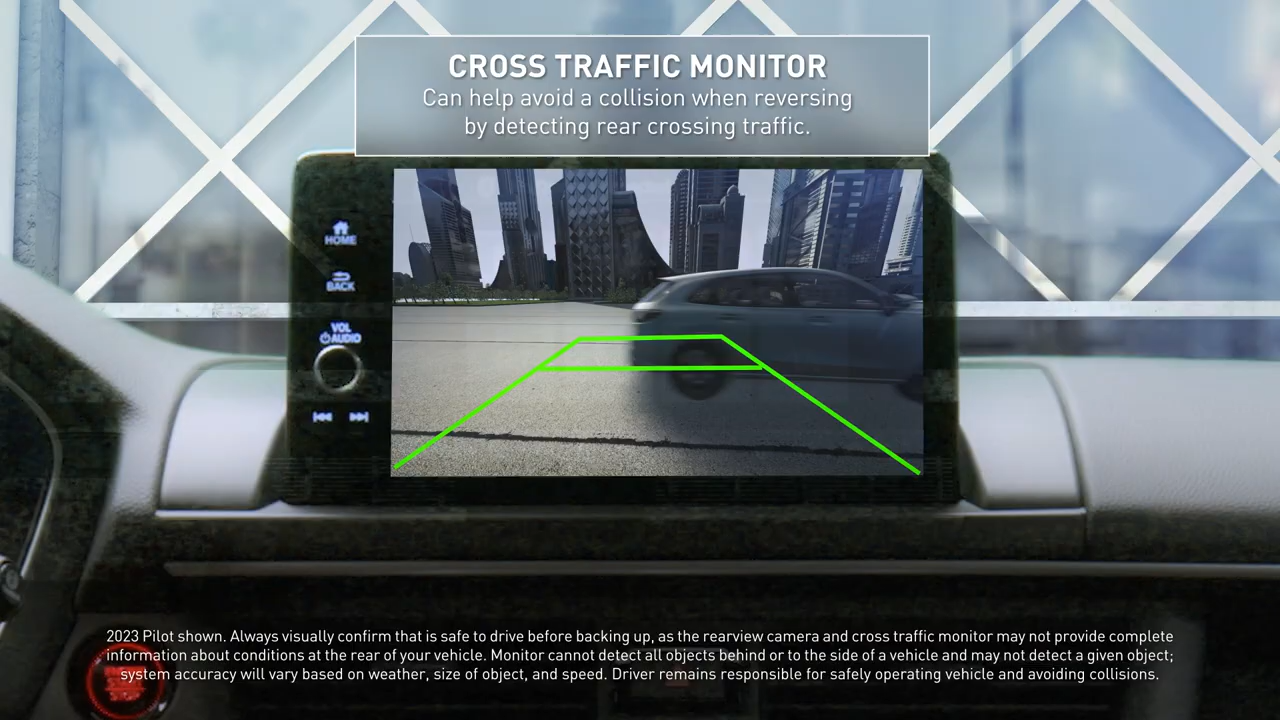 CROSS TRAFFIC MONITOR
Can help avoid a collision when reversing
by detecting rear crossing traffic.
HOME
BACK
VOL
AUDIO
2023 Pilot shown. Always visually confirm that is safe to drive before backing up, as the rearview camera and cross traffic monitor may not provide complete
information about conditions at the rear of your vehicle. Monitor cannot detect all objects behind or to the side of a vehicle and may not detect a given object;
system accuracy will vary based on weather, size of object, and speed. Driver remains responsible for safely operating vehicle and avoiding collisions.